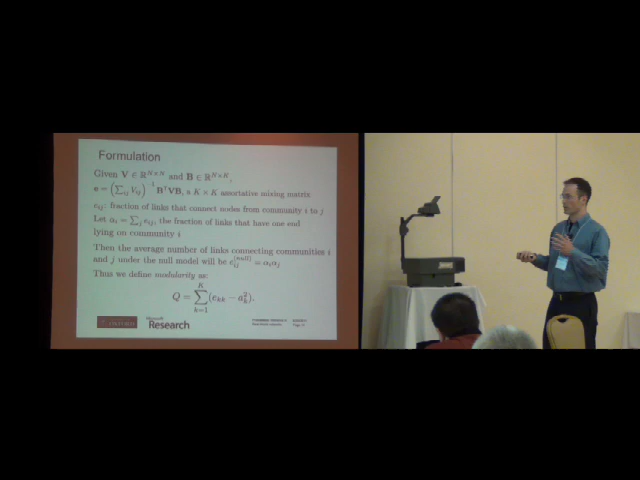 Formulation
Given V ∈ ℝ^{N×N} and B ∈ ℝ^{N×K},
e = (∑_{ij} V_{ij})^{-1} B^T VB, a K × K assortative mixing matrix
e_{ij}: fraction of links that connect nodes from community i to j
Let a_i = ∑_j e_{ij}, the fraction of links that have one end
lying on community i
Then the average number of links connecting communities i
and j under the null model will be e_{ij}^{[null]} = a_i a_j
Thus we define modularity as:
Q = ∑_{k=1}^{K} (e_{kk} − a_k^2).
OXFORD
Microsoft
Research